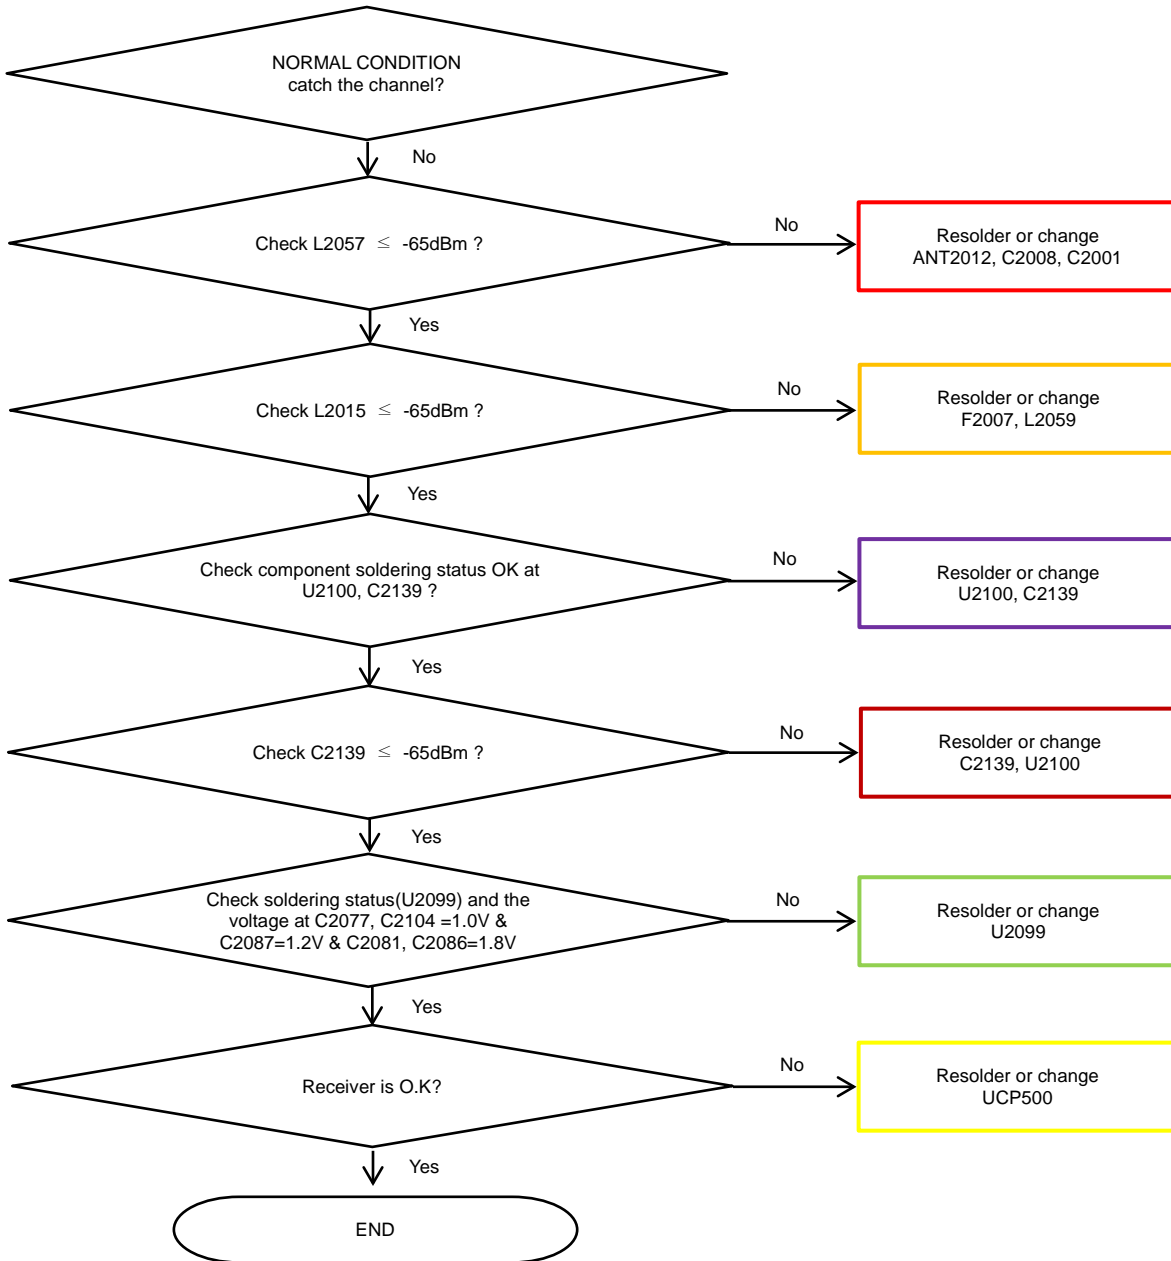 NORMAL CONDITION
catch the channel?
No
Check L2057 ≤ -65dBm ?
No
Resolder or change
ANT2012, C2008, C2001
Yes
Check L2015 ≤ -65dBm ?
No
Resolder or change
F2007, L2059
Yes
Check component soldering status OK at
U2100, C2139 ?
No
Resolder or change
U2100, C2139
Yes
Check C2139 ≤ -65dBm ?
No
Resolder or change
C2139, U2100
Yes
Check soldering status(U2099) and the
voltage at C2077, C2104 =1.0V &
C2087=1.2V & C2081, C2086=1.8V
No
Resolder or change
U2099
Yes
Receiver is O.K?
No
Resolder or change
UCP500
Yes
END